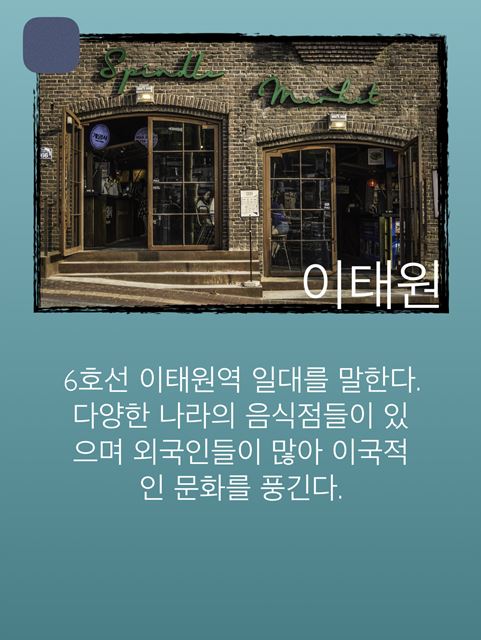 Spindle
Market
이태원
6호선 이태원역 일대를 말한다.
다양한 나라의 음식점들이 있
으며 외국인들이 많아 이국적
인 문화를 풍긴다.